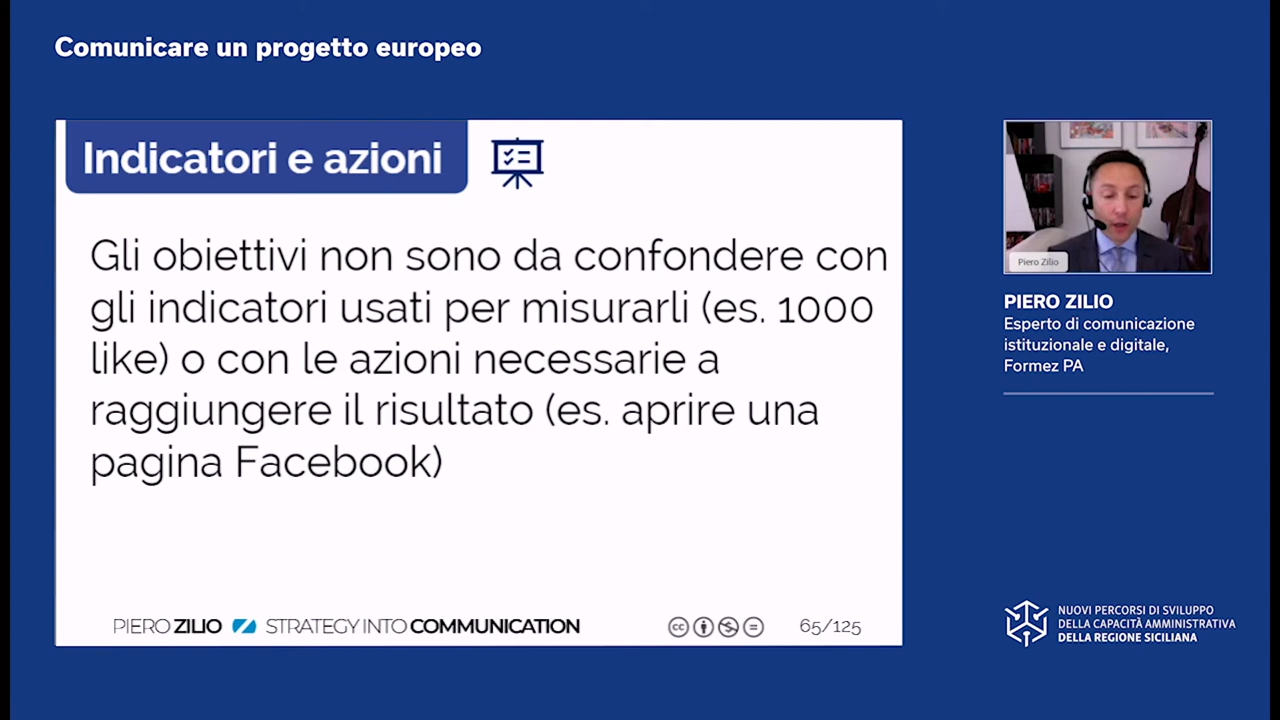 Comunicare un progetto europeo
Indicatori e azioni
Gli obiettivi non sono da confondere con
gli indicatori usati per misurarli (es. 1000
like) o con le azioni necessarie a
raggiungere il risultato (es. aprire una
pagina Facebook)
PIERO ZILIO STRATEGY INTO COMMUNICATION
cc
65/125
Piero Zilio
PIERO ZILIO
Esperto di comunicazione
istituzionale e digitale,
Formez PA
NUOVI PERCORSI DI SVILUPPO
DELLA CAPACITÀ AMMINISTRATIVA
DELLA REGIONE SICILIANA